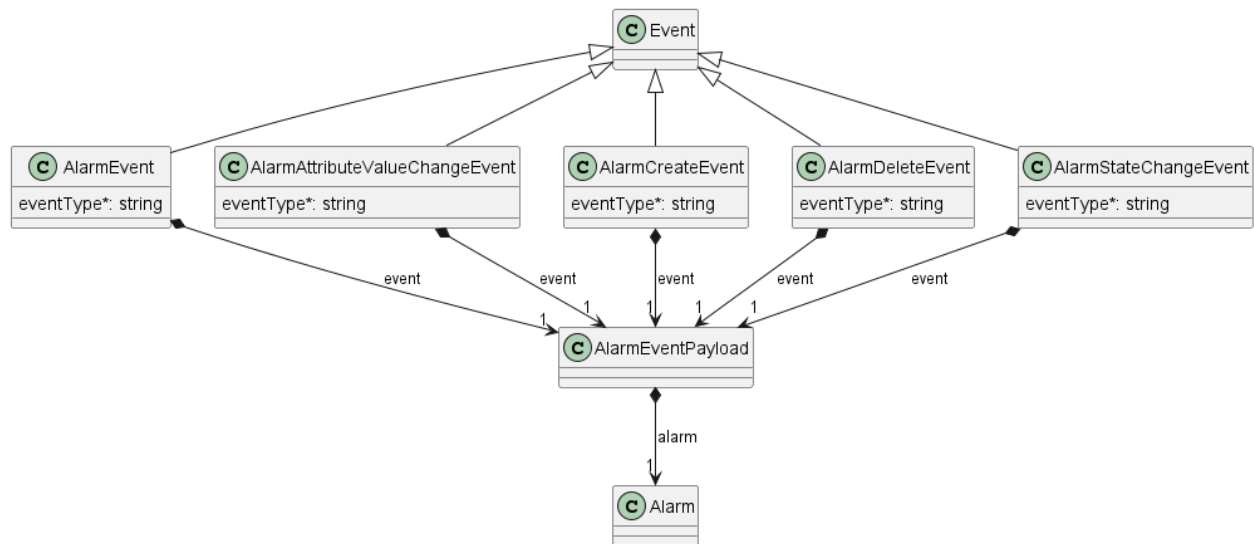 C Event
C AlarmEvent
eventType*: string
C AlarmAttributeValueChangeEvent
eventType*: string
C AlarmCreateEvent
eventType*: string
C AlarmDeleteEvent
eventType*: string
C AlarmStateChangeEvent
eventType*: string
event
event
event
event
event
1
1
1
1
1
C AlarmEventPayload
alarm
1
C Alarm